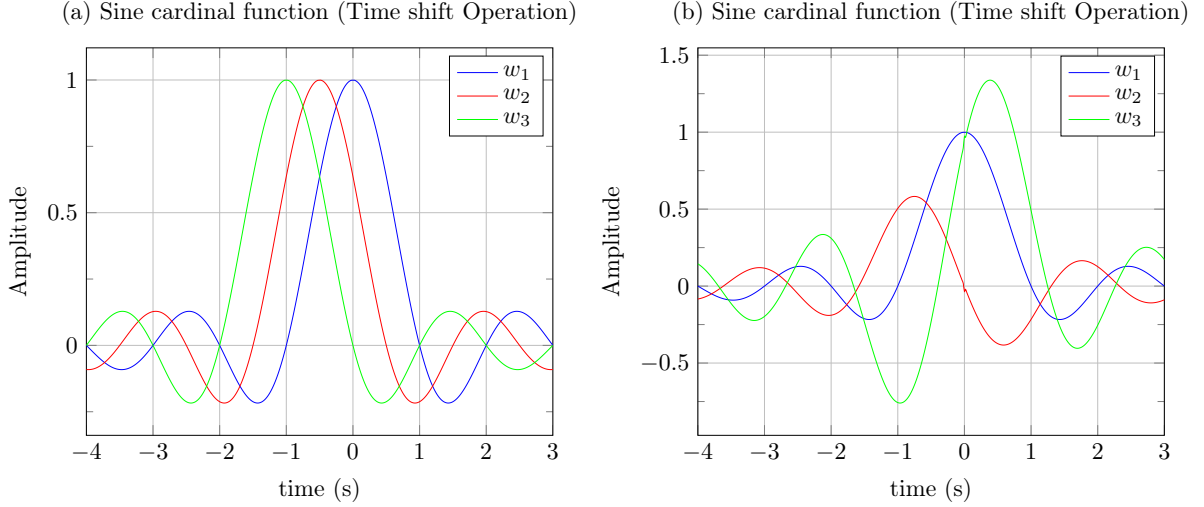 (a) Sine cardinal function (Time shift Operation)
w₁
w₂
w₃
1
0.5
0
Amplitude
−4 −3 −2 −1 0 1 2 3
time (s)
(b) Sine cardinal function (Time shift Operation)
w₁
w₂
w₃
1.5
1
0.5
0
−0.5
Amplitude
−4 −3 −2 −1 0 1 2 3
time (s)